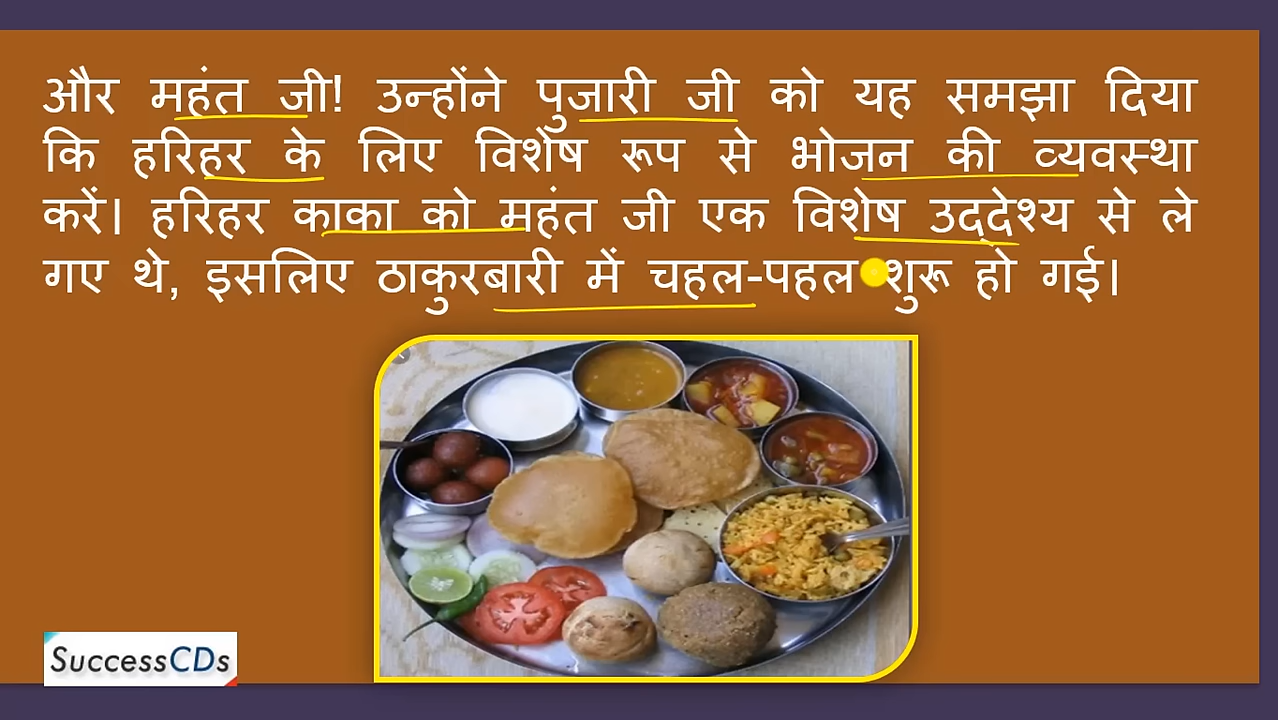 और महंत जी! उन्होंने पुजारी जी को यह समझा दिया
कि हरिहर के लिए विशेष रूप से भोजन की व्यवस्था
करें। हरिहर काका को महंत जी एक विशेष उद्देश्य से ले
गए थे, इसलिए ठाकुरबारी में चहल-पहल शुरू हो गई।
SuccessCDs